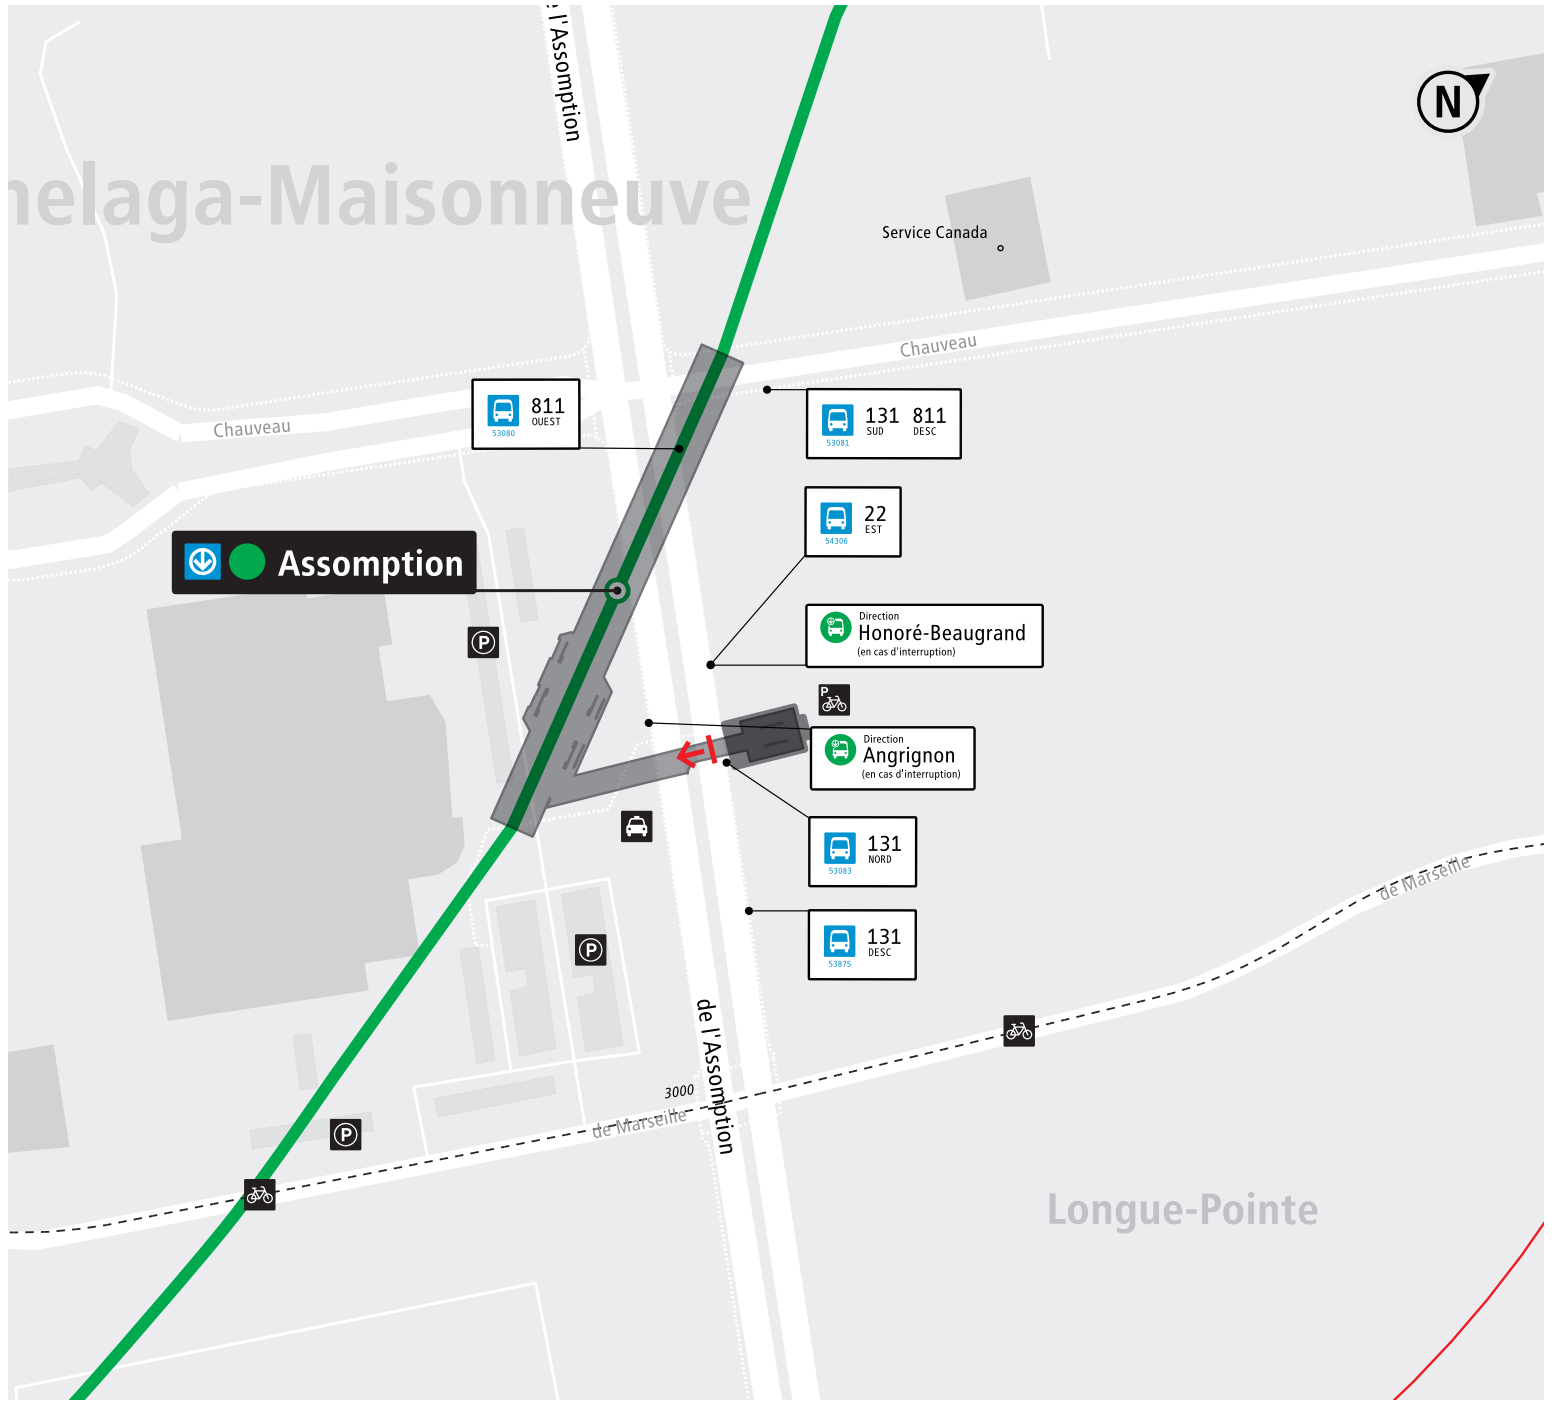 de l'Assomption
N
helaga-Maisonneuve
Service Canada
Chauveau
811
OUEST
53080
131 811
SUD DESC
53081
Chauveau
22
EST
54306
Assomption
Direction
Honoré-Beaugrand
(en cas d'interruption)
P
P
Direction
Angrignon
(en cas d'interruption)
131
NORD
53083
de Marseille
131
DESC
53875
P
de l'Assomption
3000
de Marseille
P
Longue-Pointe